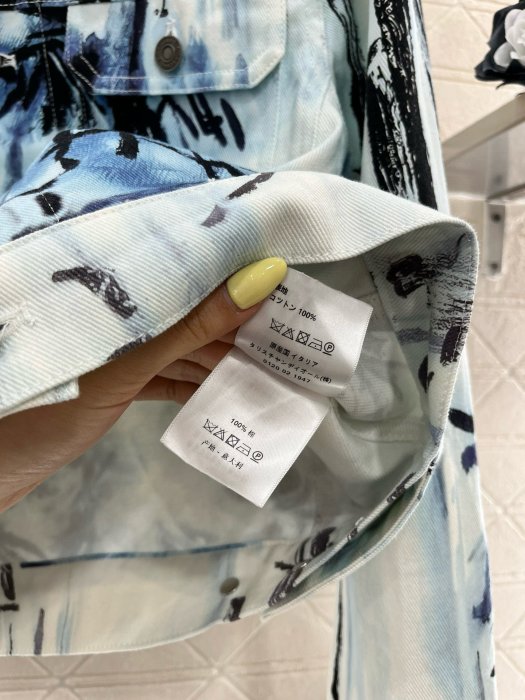 コットン 100%
原産国 イタリア
タリスチャンディオール(株)
0120 02 1947
100% 棉
产地 - 意大利